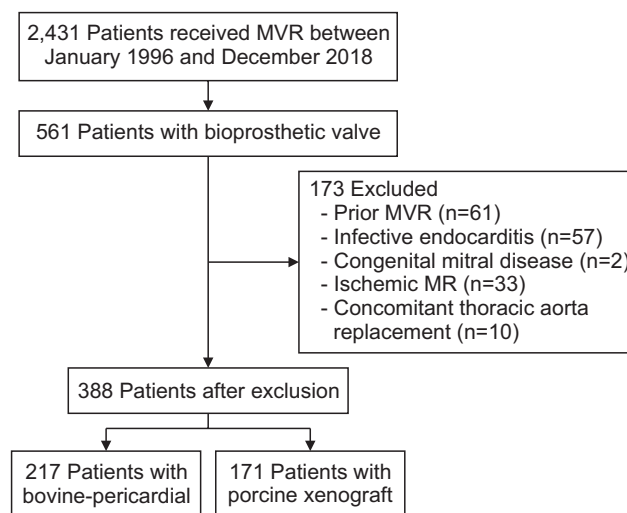 2,431 Patients received MVR between
January 1996 and December 2018
561 Patients with bioprosthetic valve
173 Excluded
- Prior MVR (n=61)
- Infective endocarditis (n=57)
- Congenital mitral disease (n=2)
- Ischemic MR (n=33)
- Concomitant thoracic aorta
replacement (n=10)
388 Patients after exclusion
217 Patients with
bovine-pericardial
171 Patients with
porcine xenograft